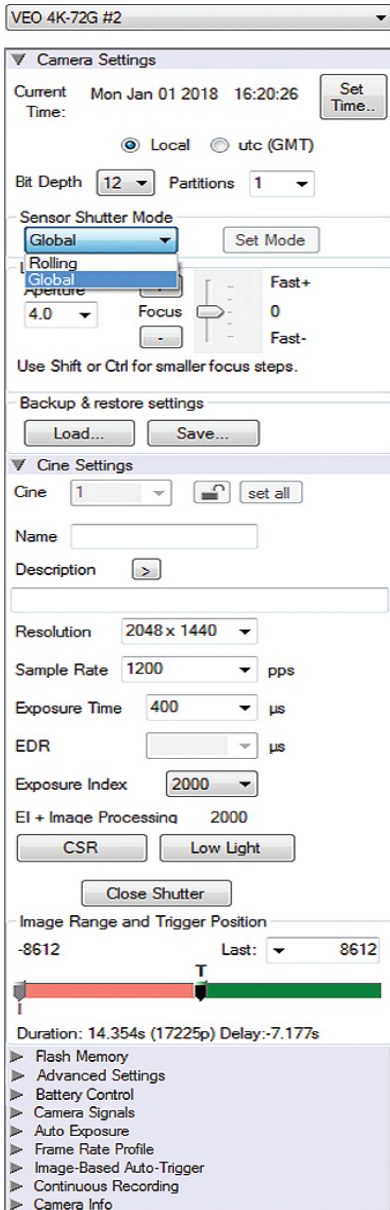 VEO 4K-72G #2
Camera Settings
Current Time: Mon Jan 01 2018 16:20:26 Set Time..
Local utc (GMT)
Bit Depth 12 Partitions 1
Sensor Shutter Mode
Global Set Mode
Rolling
Global
Aperture Fast+
4.0 Focus 0
- Fast-
Use Shift or Ctrl for smaller focus steps.
Backup & restore settings
Load... Save...
Cine Settings
Cine 1 set all
Name
Description >
Resolution 2048 x 1440
Sample Rate 1200 pps
Exposure Time 400 µs
EDR µs
Exposure Index 2000
EI + Image Processing 2000
CSR Low Light
Close Shutter
Image Range and Trigger Position
-8612 Last: 8612
T
I
Duration: 14.354s (17225p) Delay:-7.177s
Flash Memory
Advanced Settings
Battery Control
Camera Signals
Auto Exposure
Frame Rate Profile
Image-Based Auto-Trigger
Continuous Recording
Camera Info